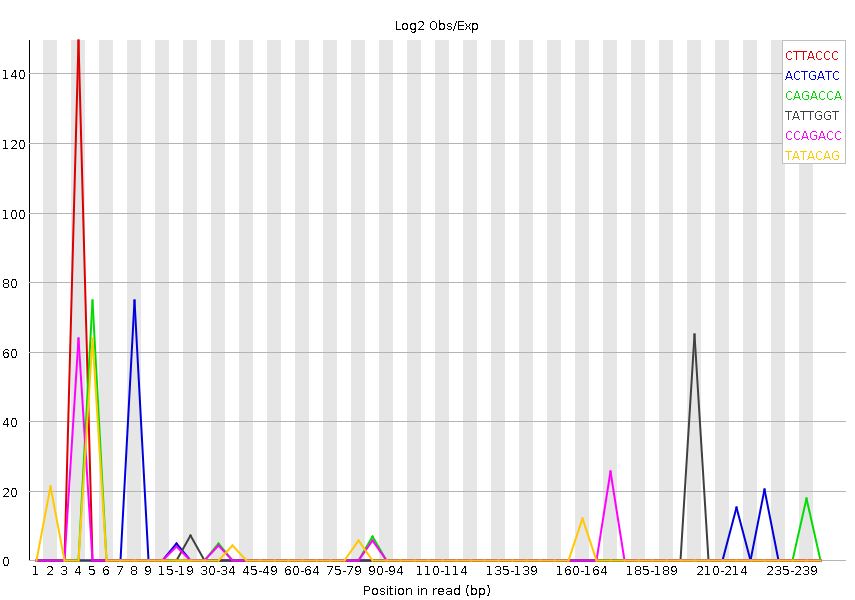 Log2 Obs/Exp
CTTACCC
ACTGATC
CAGACCA
TATTGGT
CCAGACC
TATACAG
140
120
100
80
60
40
20
0
1 2 3 4 5 6 7 8 9 15-19 30-34 45-49 60-64 75-79 90-94 110-114 135-139 160-164 185-189 210-214 235-239
Position in read (bp)